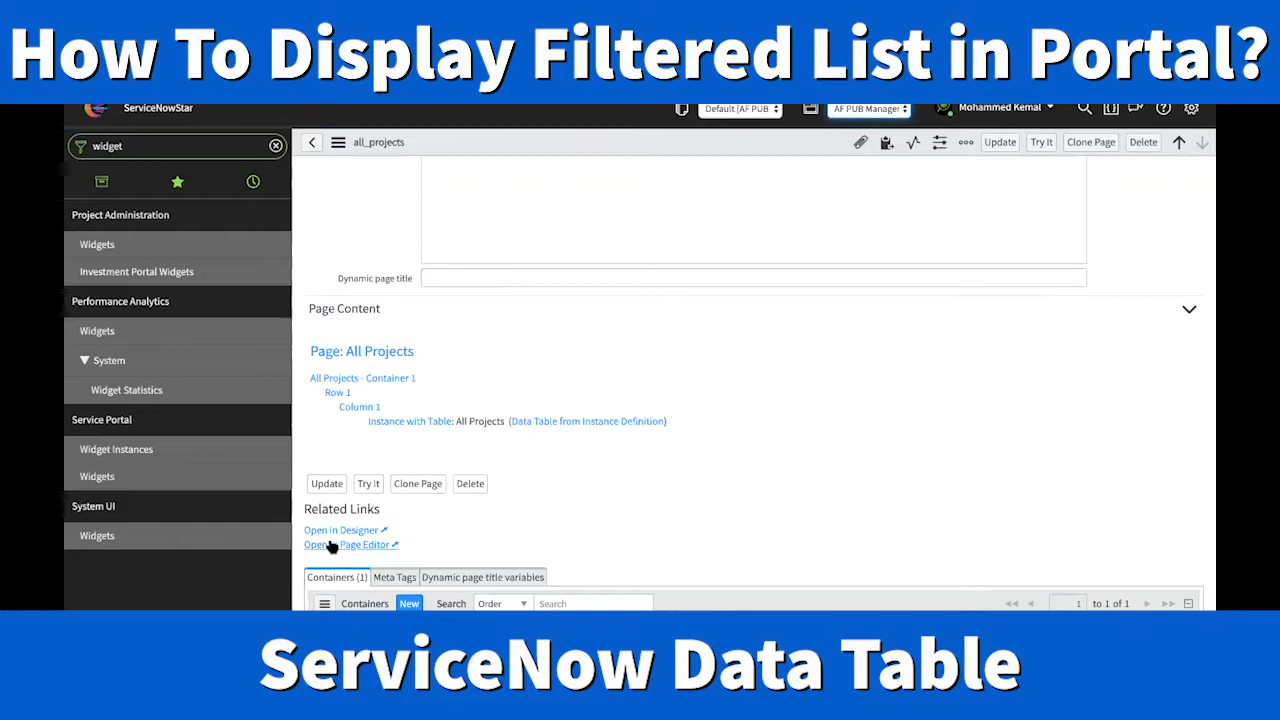 How To Display Filtered List in Portal?
ServiceNowStar
Default [AF PUB
AF PUB Manager
Mohammed Kemal
widget
all_projects
Update
Try It
Clone Page
Delete
Project Administration
Widgets
Investment Portal Widgets
Performance Analytics
Widgets
System
Widget Statistics
Service Portal
Widget Instances
Widgets
System UI
Widgets
Dynamic page title
Page Content
Page: All Projects
All Projects - Container 1
Row 1
Column 1
Instance with Table: All Projects (Data Table from Instance Definition)
Update
Try It
Clone Page
Delete
Related Links
Open in Designer
Open Page Editor
Containers (1)
Meta Tags
Dynamic page title variables
Containers
New
Search
Order
Search
1
to 1 of 1
ServiceNow Data Table